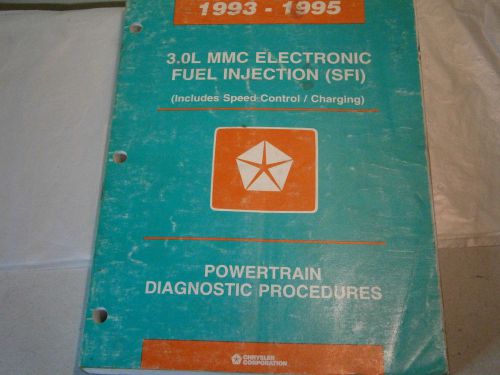 1993 - 1995
3.0L MMC ELECTRONIC
FUEL INJECTION (SFI)
(Includes Speed Control / Charging)
POWERTRAIN
DIAGNOSTIC PROCEDURES
CHRYSLER
CORPORATION